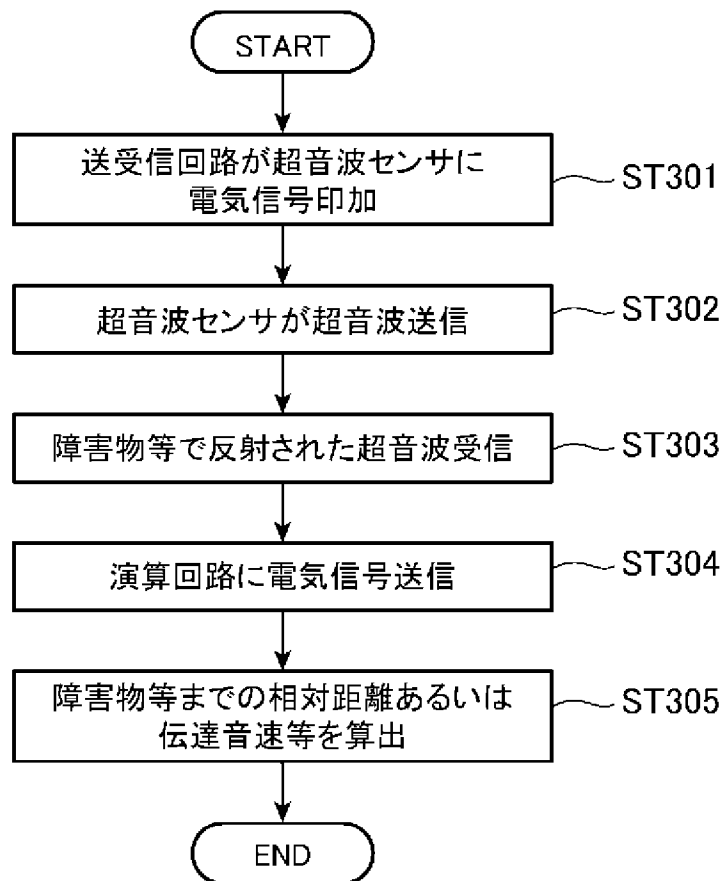 START
送受信回路が超音波センサに
電気信号印加
ST301
超音波センサが超音波送信
ST302
障害物等で反射された超音波受信
ST303
演算回路に電気信号送信
ST304
障害物等までの相対距離あるいは
伝達音速等を算出
ST305
END